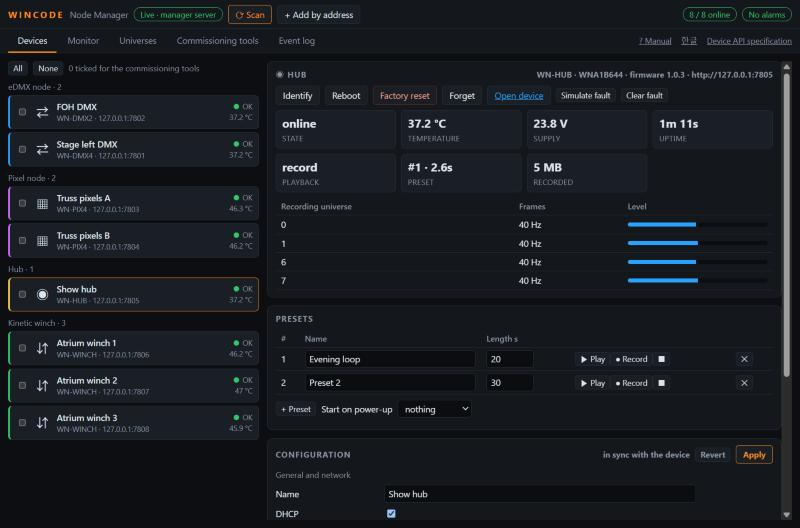 WINCODE Node Manager Live · manager server Scan + Add by address 8 / 8 online No alarms
Devices Monitor Universes Commissioning tools Event log ? Manual 한글 Device API specification
All None 0 ticked for the commissioning tools
eDMX node · 2
FOH DMX OK
WN-DMX2 · 127.0.0.1:7802 37.2 °C
Stage left DMX OK
WN-DMX4 · 127.0.0.1:7801 37.2 °C
Pixel node · 2
Truss pixels A OK
WN-PIX4 · 127.0.0.1:7803 46.3 °C
Truss pixels B OK
WN-PIX4 · 127.0.0.1:7804 46.2 °C
Hub · 1
Show hub OK
WN-HUB · 127.0.0.1:7805 37.2 °C
Kinetic winch · 3
Atrium winch 1 OK
WN-WINCH · 127.0.0.1:7806 46.2 °C
Atrium winch 2 OK
WN-WINCH · 127.0.0.1:7807 47 °C
Atrium winch 3 OK
WN-WINCH · 127.0.0.1:7808 45.9 °C
HUB WN-HUB · WNA1B644 · firmware 1.0.3 · http://127.0.0.1:7805
Identify Reboot Factory reset Forget Open device Simulate fault Clear fault
online 37.2 °C 23.8 V 1m 11s
STATE TEMPERATURE SUPPLY UPTIME
record #1 · 2.6s 5 MB
PLAYBACK PRESET RECORDED
Recording universe Frames Level
0 40 Hz
1 40 Hz
6 40 Hz
7 40 Hz
PRESETS
# Name Length s
1 Evening loop 20 Play Record
2 Preset 2 30 Play Record
+ Preset Start on power-up nothing
CONFIGURATION in sync with the device Revert Apply
General and network
Name Show hub
DHCP